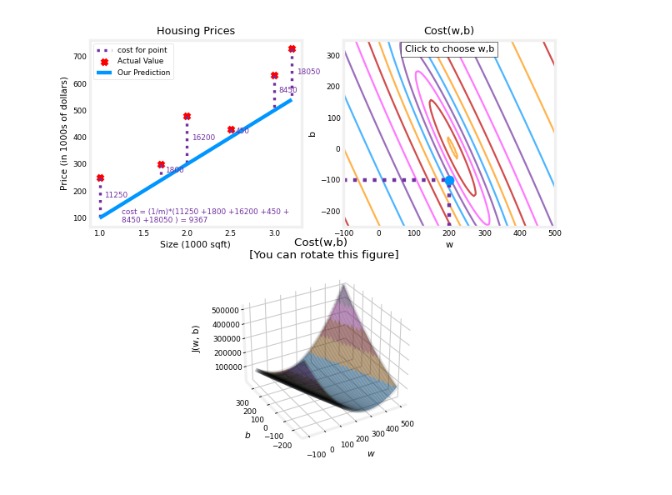 Housing Prices
cost for point
Actual Value
Our Prediction
Price (in 1000s of dollars)
700
600
500
400
300
200
100
11250
1800
16200
450
8450
18050
cost = (1/m)*(11250 +1800 +16200 +450 +
8450 +18050 ) = 9367
1.0 1.5 2.0 2.5 3.0
Size (1000 sqft)
Cost(w,b)
Click to choose w,b
b
300
200
100
0
−100
−200
−100 0 100 200 300 400 500
w
Cost(w,b)
[You can rotate this figure]
J(w, b)
500000
400000
300000
200000
100000
300
200
100
0
−100
−200
b
−100
0
100
200
300
400
500
w